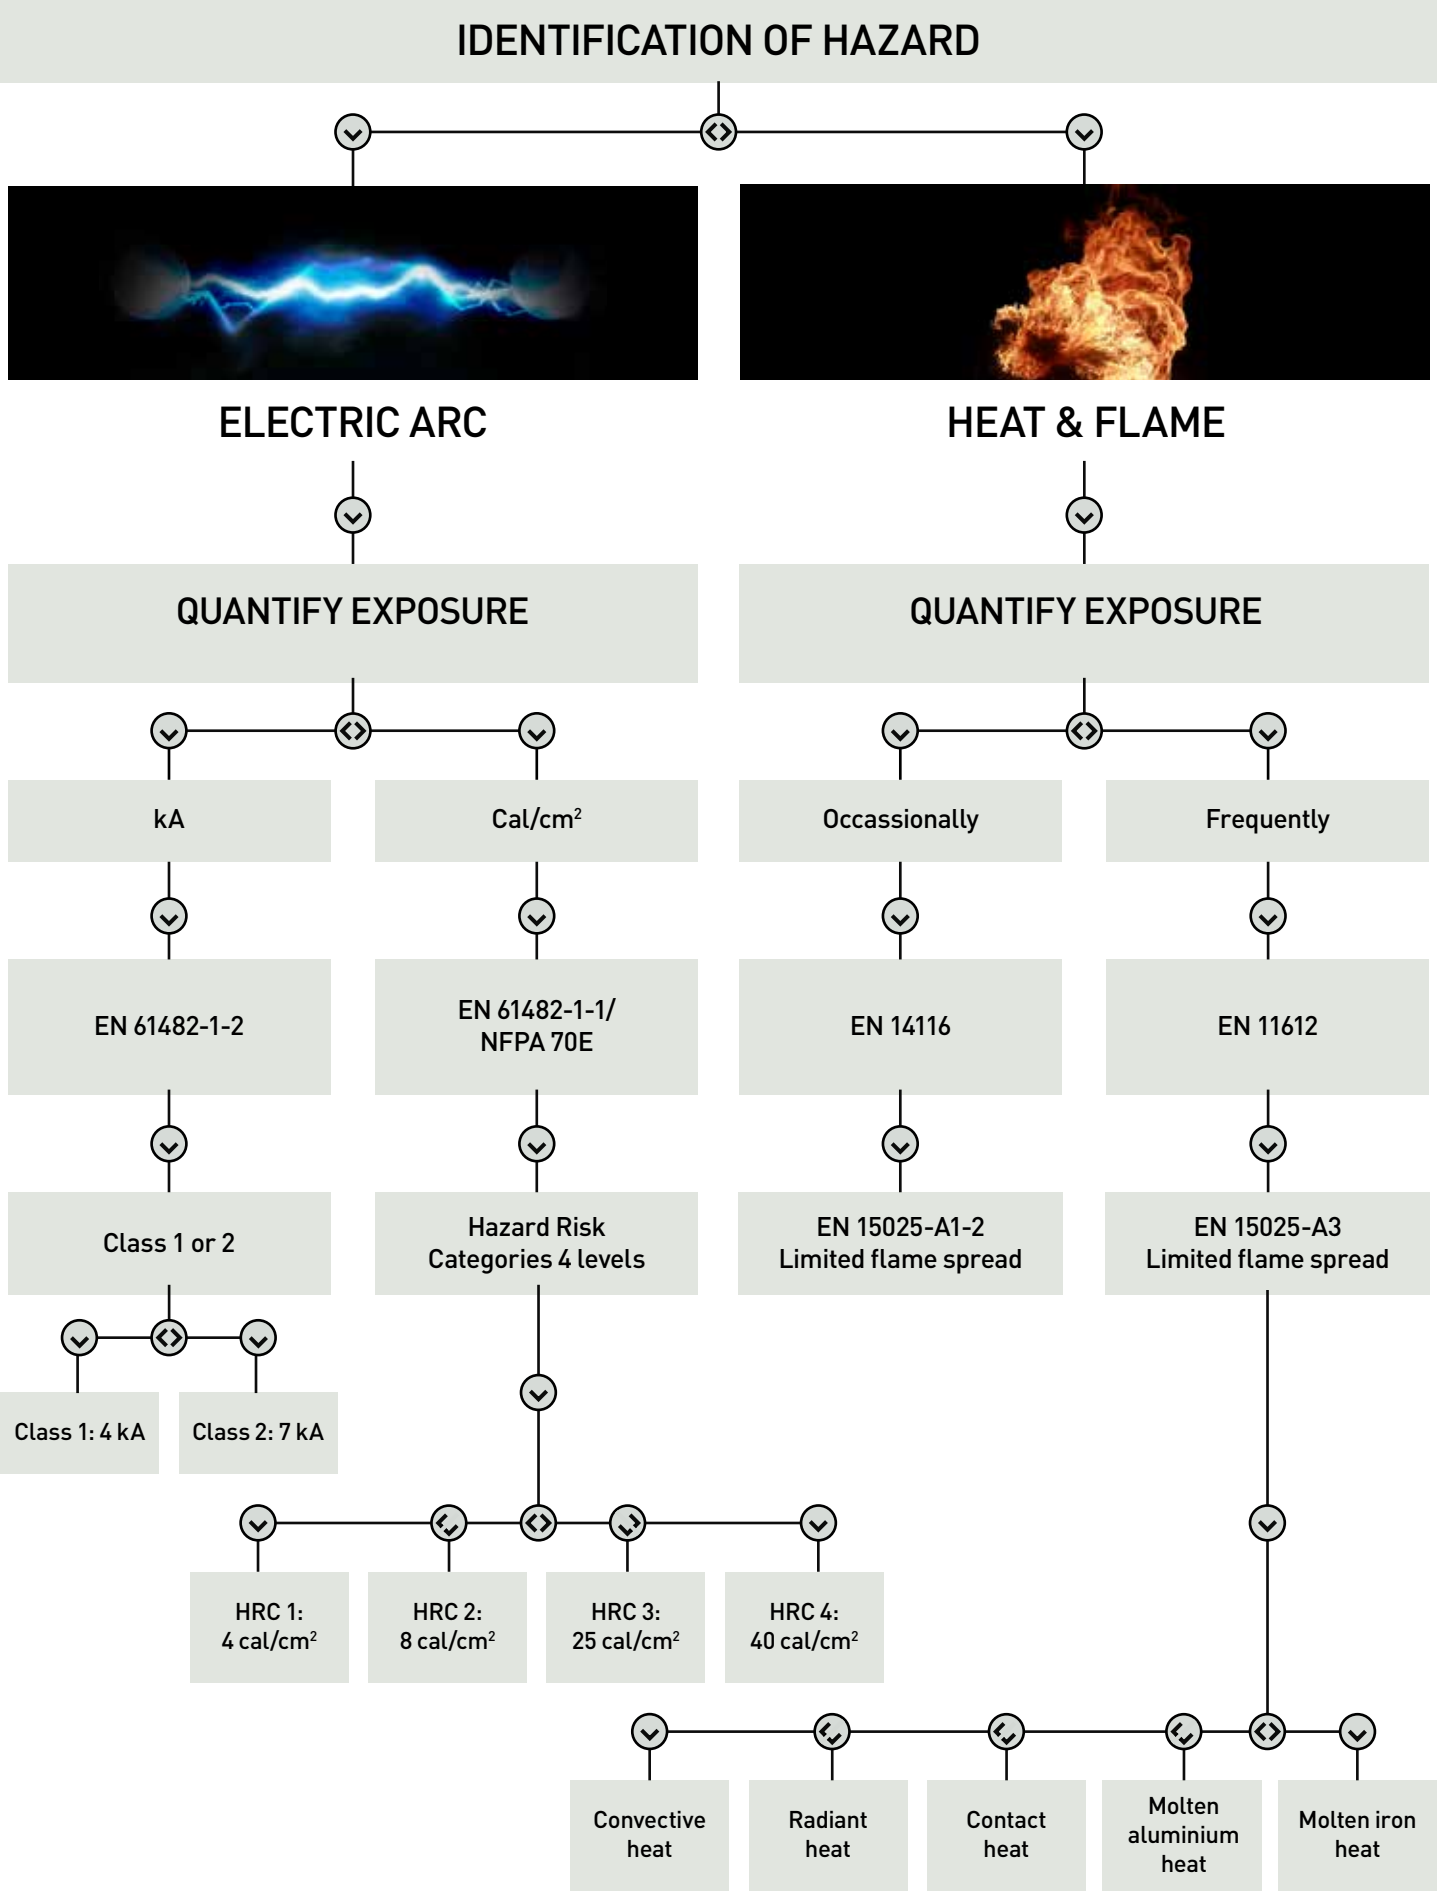 IDENTIFICATION OF HAZARD
ELECTRIC ARC
HEAT & FLAME
QUANTIFY EXPOSURE
QUANTIFY EXPOSURE
kA
Cal/cm²
Occassionally
Frequently
EN 61482-1-2
EN 61482-1-1/
NFPA 70E
EN 14116
EN 11612
Class 1 or 2
Hazard Risk
Categories 4 levels
EN 15025-A1-2
Limited flame spread
EN 15025-A3
Limited flame spread
Class 1: 4 kA
Class 2: 7 kA
HRC 1:
4 cal/cm²
HRC 2:
8 cal/cm²
HRC 3:
25 cal/cm²
HRC 4:
40 cal/cm²
Convective
heat
Radiant
heat
Contact
heat
Molten
aluminium
heat
Molten iron
heat